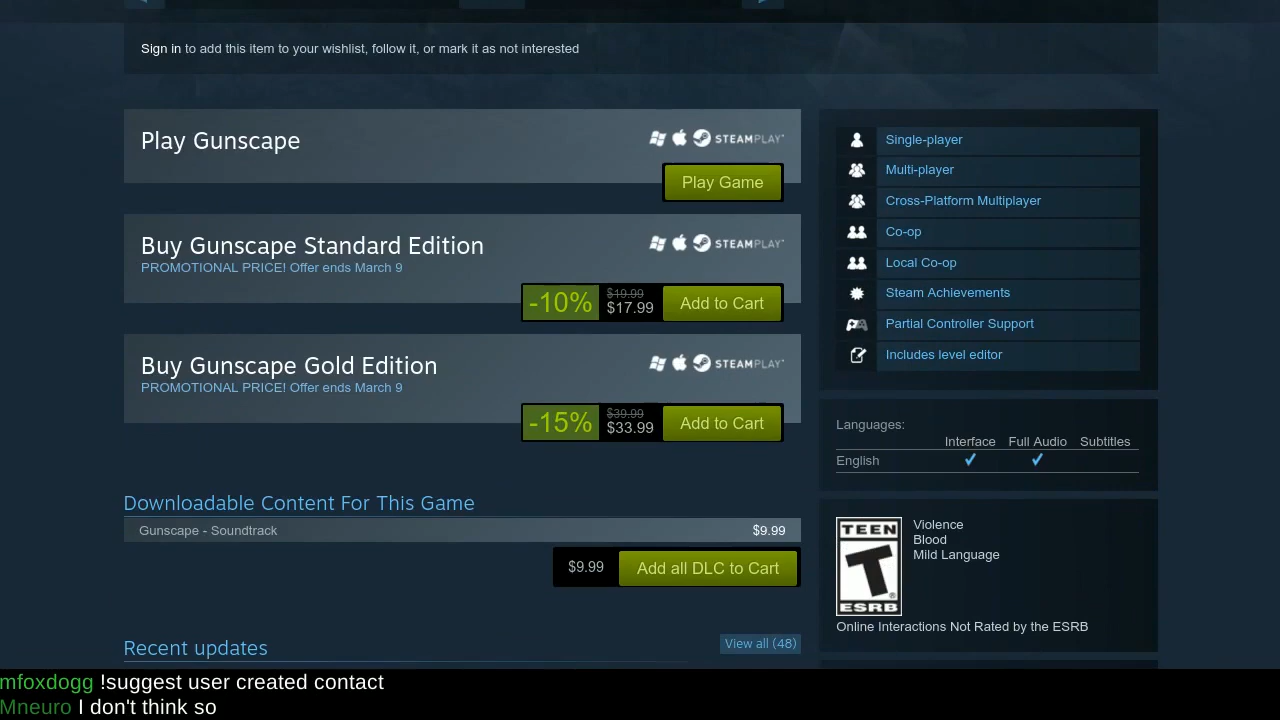 Sign in to add this item to your wishlist, follow it, or mark it as not interested
Play Gunscape
STEAMPLAY
Play Game
Buy Gunscape Standard Edition
STEAMPLAY
PROMOTIONAL PRICE! Offer ends March 9
-10%
$19.99
$17.99
Add to Cart
Buy Gunscape Gold Edition
STEAMPLAY
PROMOTIONAL PRICE! Offer ends March 9
-15%
$39.99
$33.99
Add to Cart
Downloadable Content For This Game
Gunscape - Soundtrack $9.99
$9.99 Add all DLC to Cart
Recent updates
View all (48)
Single-player
Multi-player
Cross-Platform Multiplayer
Co-op
Local Co-op
Steam Achievements
Partial Controller Support
Includes level editor
Languages:
Interface Full Audio Subtitles
English ✔ ✔
TEEN
T
®
ESRB
Violence
Blood
Mild Language
Online Interactions Not Rated by the ESRB
mfoxdogg !suggest user created contact
Mneuro I don't think so